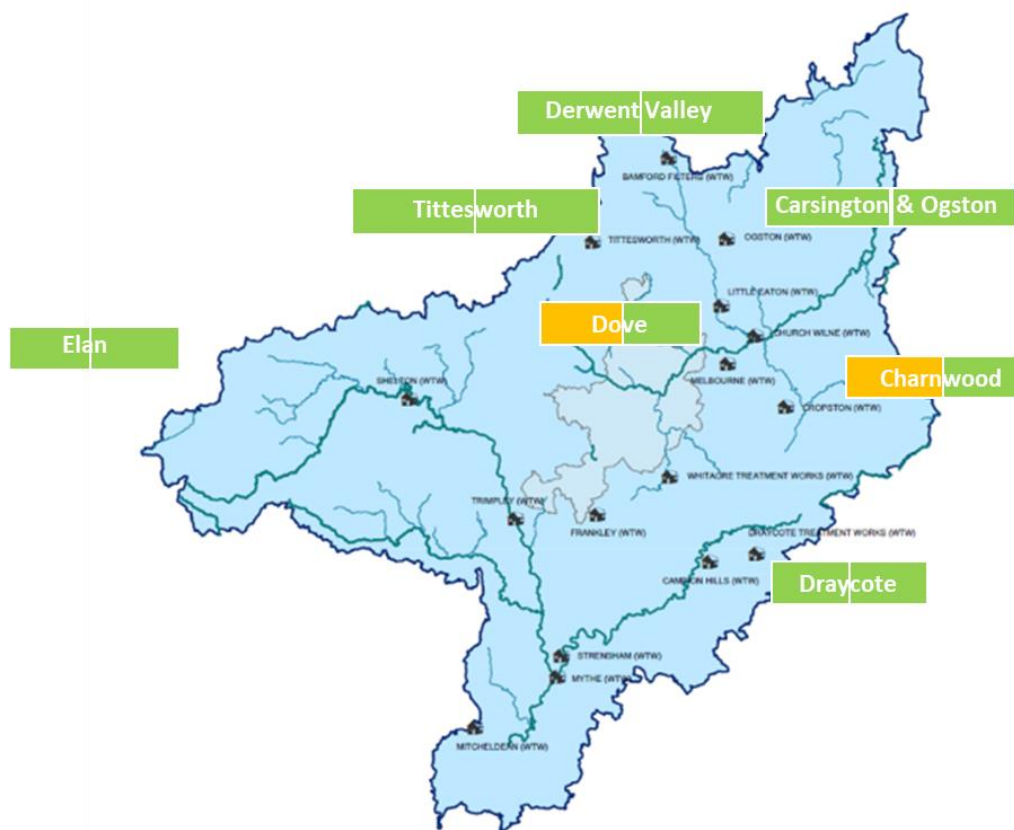 Derwent Valley
BAMFORD FILTERS (WTW)
Tittesworth
Carsington & Ogston
TITTESWORTH (WTW)
OGSTON (WTW)
LITTLE EATON (WTW)
Dove
CHURCH WILNE (WTW)
Elan
MELBOURNE (WTW)
Charnwood
SHELTON (WTW)
CROPSTON (WTW)
WHITACRE TREATMENT WORKS (WTW)
TRIMPLEY (WTW)
FRANKLEY (WTW)
DRAYCOTE TREATMENT WORKS (WTW)
CAMPION HILLS (WTW)
Draycote
STRENSHAM (WTW)
MYTHE (WTW)
MITCHELDEAN (WTW)